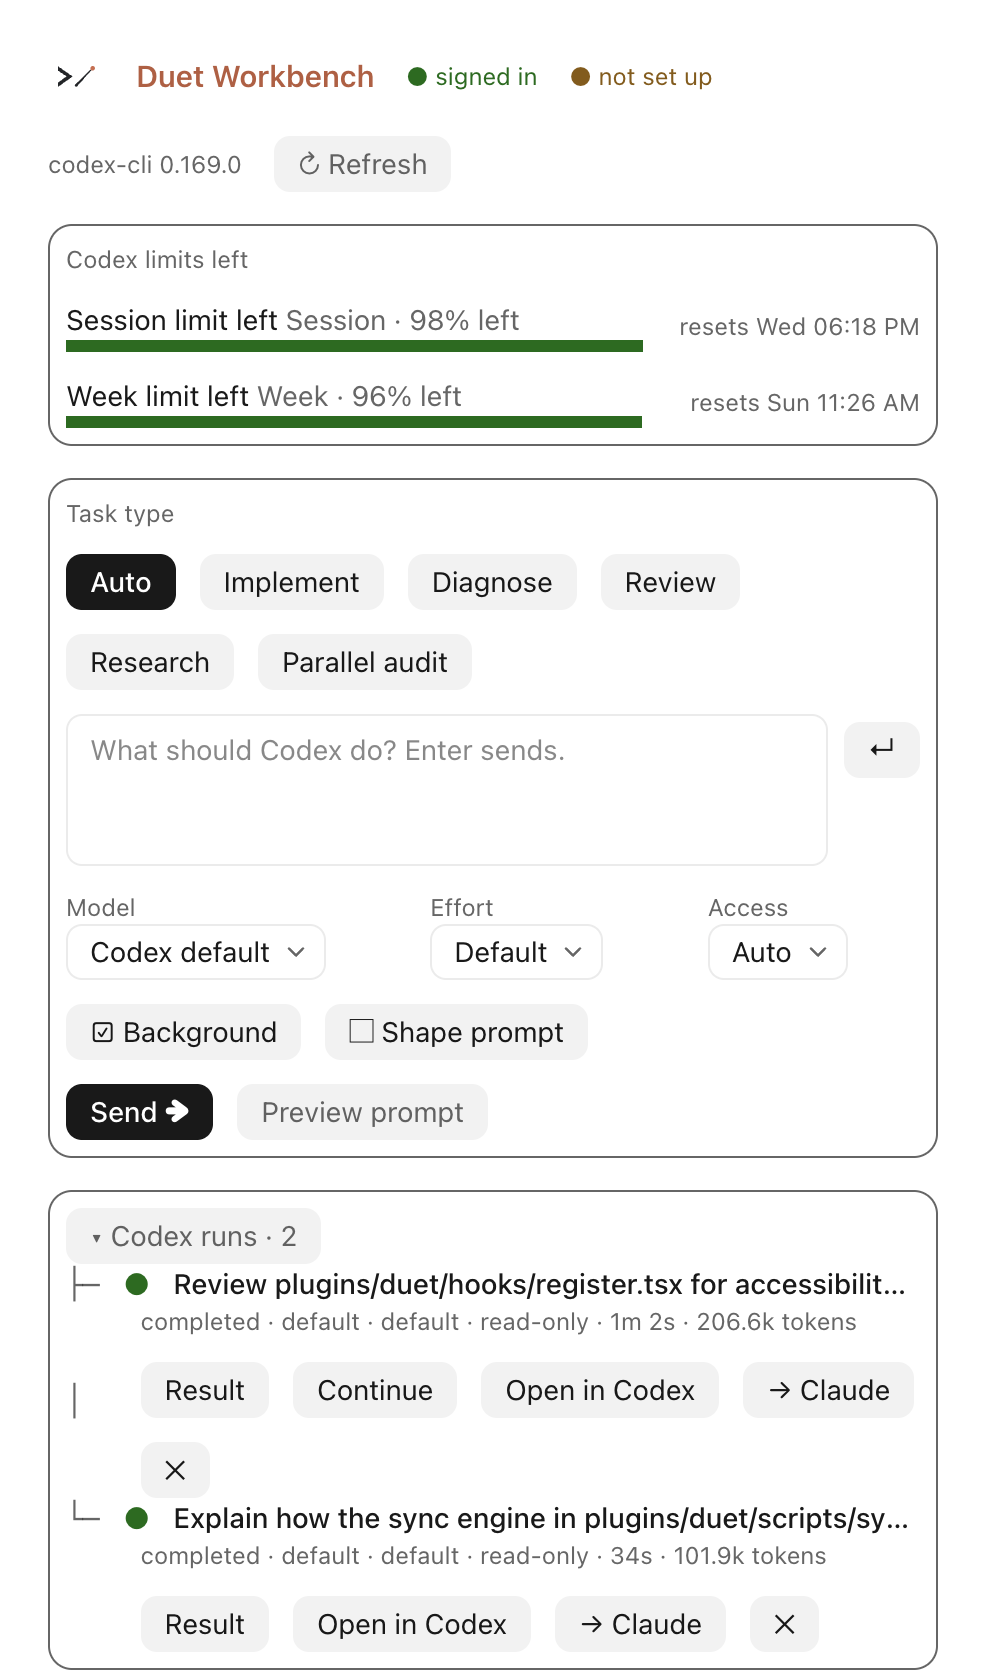 Duet Workbench ● signed in ● not set up
codex-cli 0.169.0 ↻ Refresh
Codex limits left
Session limit left Session · 98% left resets Wed 06:18 PM
Week limit left Week · 96% left resets Sun 11:26 AM
Task type
Auto Implement Diagnose Review
Research Parallel audit
What should Codex do? Enter sends. ↵
Model Effort Access
Codex default Default Auto
☑ Background ☐ Shape prompt
Send ➔ Preview prompt
▾ Codex runs · 2
├─ ● Review plugins/duet/hooks/register.tsx for accessibilit…
completed · default · default · read-only · 1m 2s · 206.6k tokens
│ Result Continue Open in Codex → Claude
✕
└─ ● Explain how the sync engine in plugins/duet/scripts/sy…
completed · default · default · read-only · 34s · 101.9k tokens
Result Open in Codex → Claude ✕